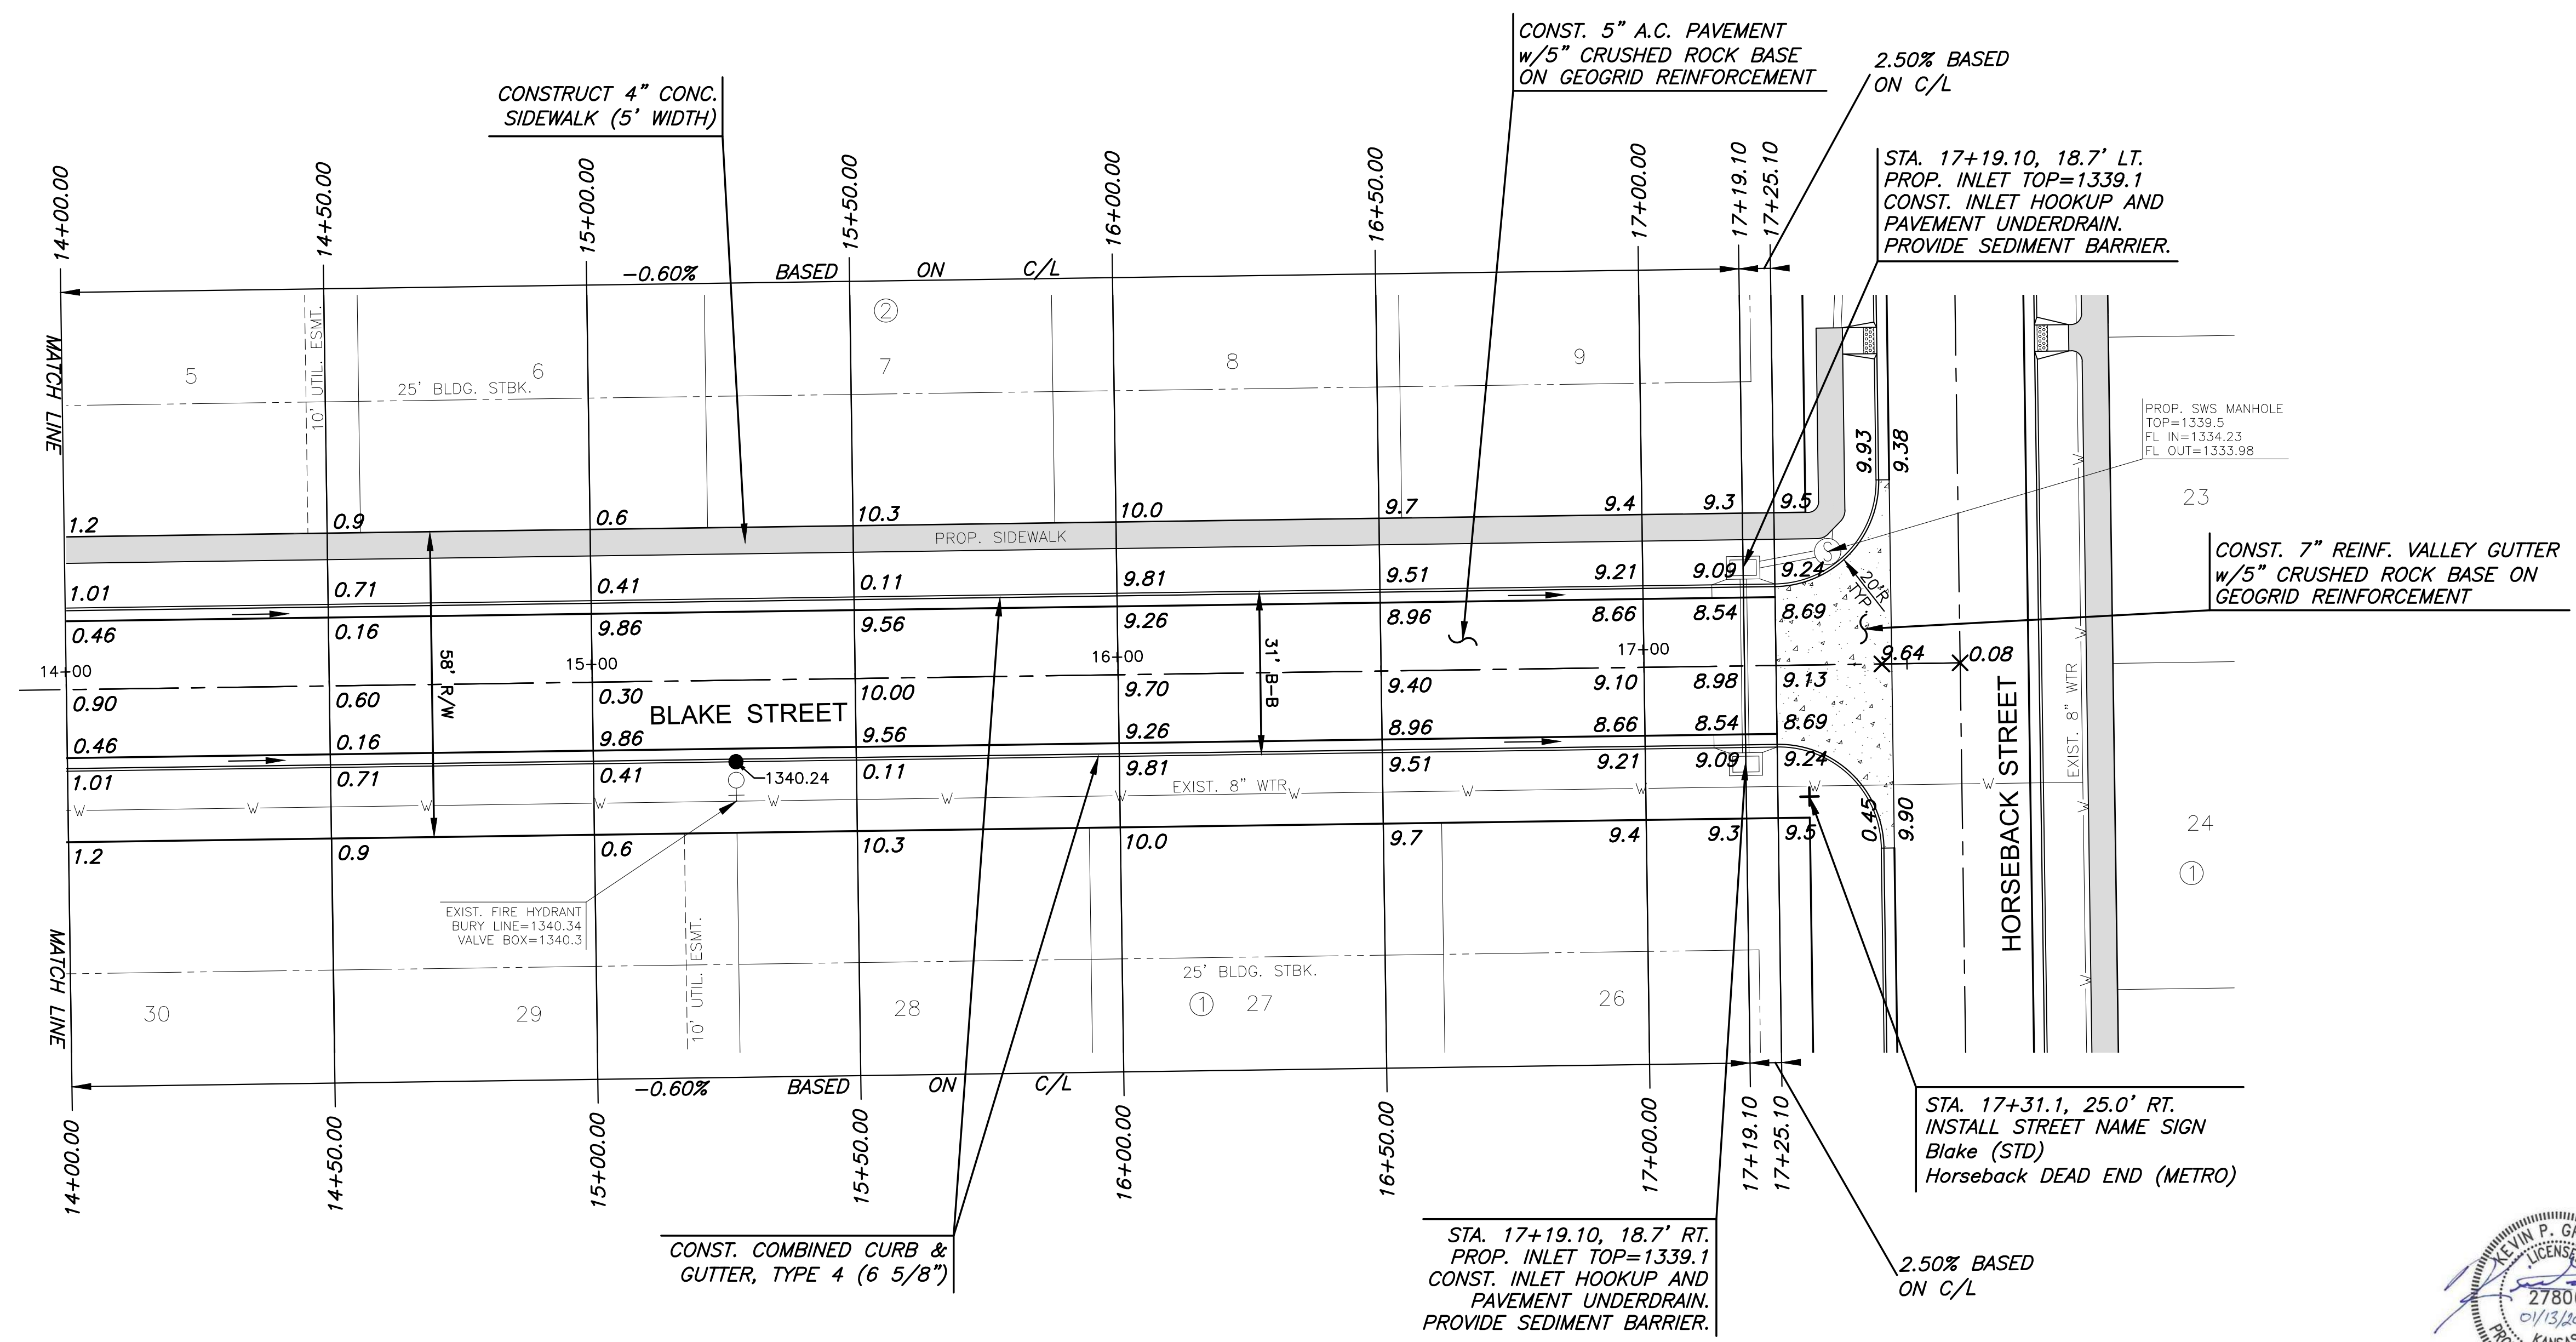 CONST. 5" A.C. PAVEMENT
w/5" CRUSHED ROCK BASE
ON GEOGRID REINFORCEMENT
2.50% BASED
ON C/L
CONSTRUCT 4" CONC.
SIDEWALK (5' WIDTH)
STA. 17+19.10, 18.7' LT.
PROP. INLET TOP=1339.1
CONST. INLET HOOKUP AND
PAVEMENT UNDERDRAIN.
PROVIDE SEDIMENT BARRIER.
14+00.00
14+50.00
15+00.00
15+50.00
16+00.00
16+50.00
17+00.00
17+19.10
17+25.10
-0.60% BASED ON C/L
MATCH LINE
10' UTIL. ESMT.
2
5
6
7
8
9
25' BLDG. STBK.
PROP. SWS MANHOLE
TOP=1339.5
FL IN=1334.23
FL OUT=1333.98
9.93
9.38
23
1.2 0.9 0.6 10.3 10.0 9.7 9.4 9.3 9.5
PROP. SIDEWALK
CONST. 7" REINF. VALLEY GUTTER
w/5" CRUSHED ROCK BASE ON
GEOGRID REINFORCEMENT
1.01 0.71 0.41 0.11 9.81 9.51 9.21 9.09 9.24
20'R
TYP.
0.46 0.16 9.86 9.56 9.26 8.96 8.66 8.54 8.69
58' R/W
31' B-B
14+00 15+00 16+00 17+00
9.64 0.08
0.90 0.60 0.30 10.00 9.70 9.40 9.10 8.98 9.13
BLAKE STREET
HORSEBACK STREET
EXIST. 8" WTR
0.46 0.16 9.86 9.56 9.26 8.96 8.66 8.54 8.69
1.01 0.71 0.41 1340.24 0.11 9.81 9.51 9.21 9.09 9.24
W W W W W EXIST. 8" WTR W W W W W
W
W
W
W
W
0.45
9.90
24
1
1.2 0.9 0.6 10.3 10.0 9.7 9.4 9.3 9.5
EXIST. FIRE HYDRANT
BURY LINE=1340.34
VALVE BOX=1340.3
MATCH LINE
10' UTIL. ESMT.
25' BLDG. STBK.
30
29
28
1 27
26
S
-0.60% BASED ON C/L
14+00.00
14+50.00
15+00.00
15+50.00
16+00.00
16+50.00
17+00.00
17+19.10
17+25.10
STA. 17+31.1, 25.0' RT.
INSTALL STREET NAME SIGN
Blake (STD)
Horseback DEAD END (METRO)
CONST. COMBINED CURB &
GUTTER, TYPE 4 (6 5/8")
STA. 17+19.10, 18.7' RT.
PROP. INLET TOP=1339.1
CONST. INLET HOOKUP AND
PAVEMENT UNDERDRAIN.
PROVIDE SEDIMENT BARRIER.
2.50% BASED
ON C/L
KEVIN P.